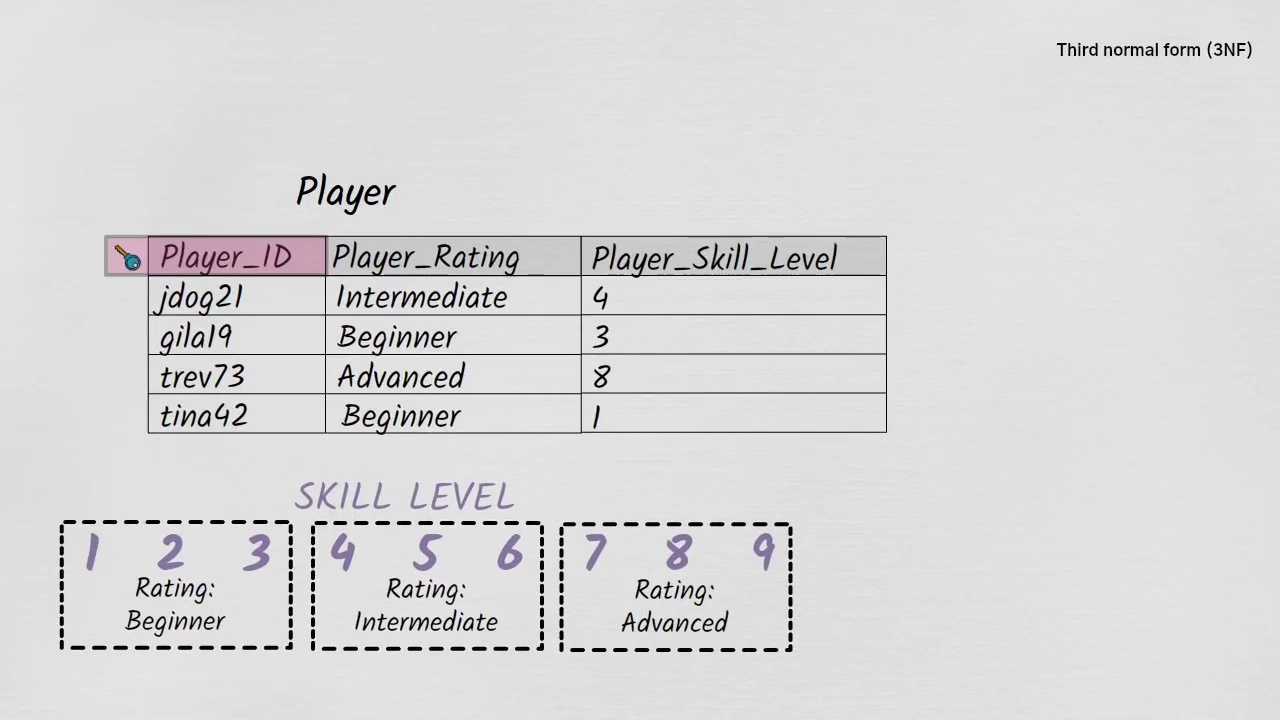 Third normal form (3NF)
Player
Player_ID Player_Rating Player_Skill_Level
jdog21 Intermediate 4
gila19 Beginner 3
trev73 Advanced 8
tina42 Beginner 1
SKILL LEVEL
1 2 3 4 5 6 7 8 9
Rating: Rating: Rating:
Beginner Intermediate Advanced